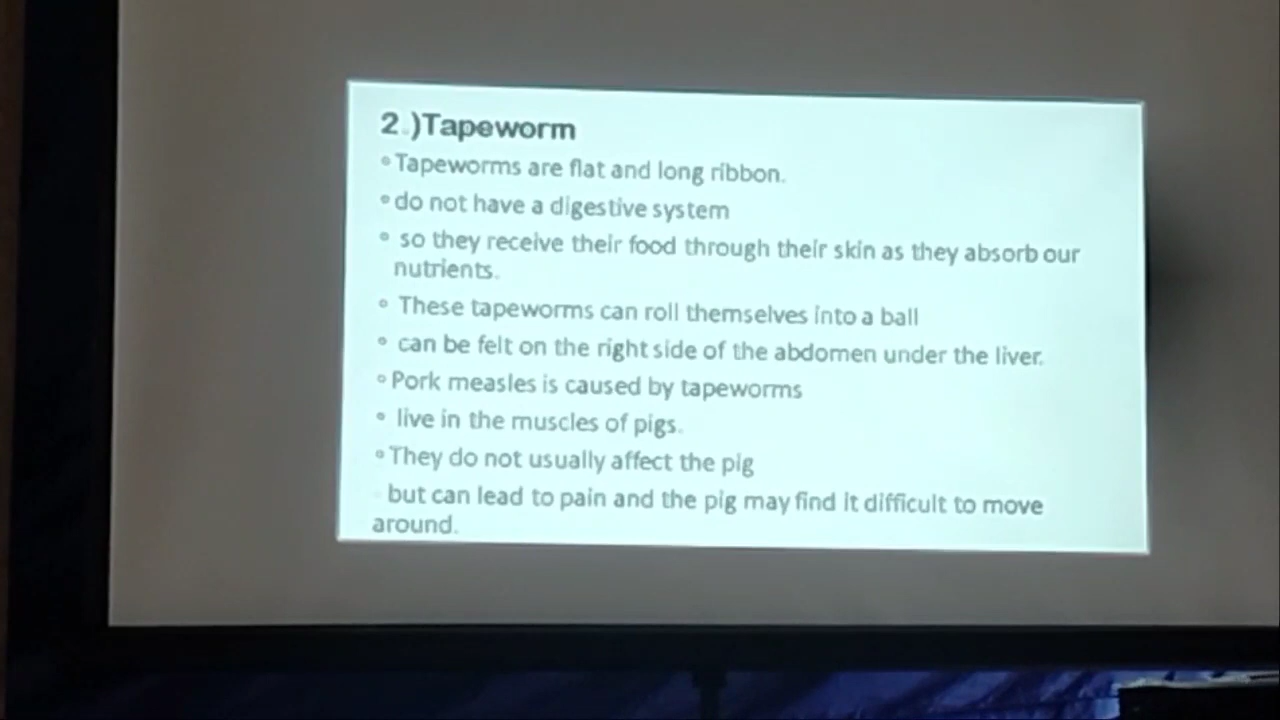 2.)Tapeworm
° Tapeworms are flat and long ribbon.
° do not have a digestive system
° so they receive their food through their skin as they absorb our
nutrients.
° These tapeworms can roll themselves into a ball
° can be felt on the right side of the abdomen under the liver.
° Pork measles is caused by tapeworms
° live in the muscles of pigs.
° They do not usually affect the pig
but can lead to pain and the pig may find it difficult to move
around.